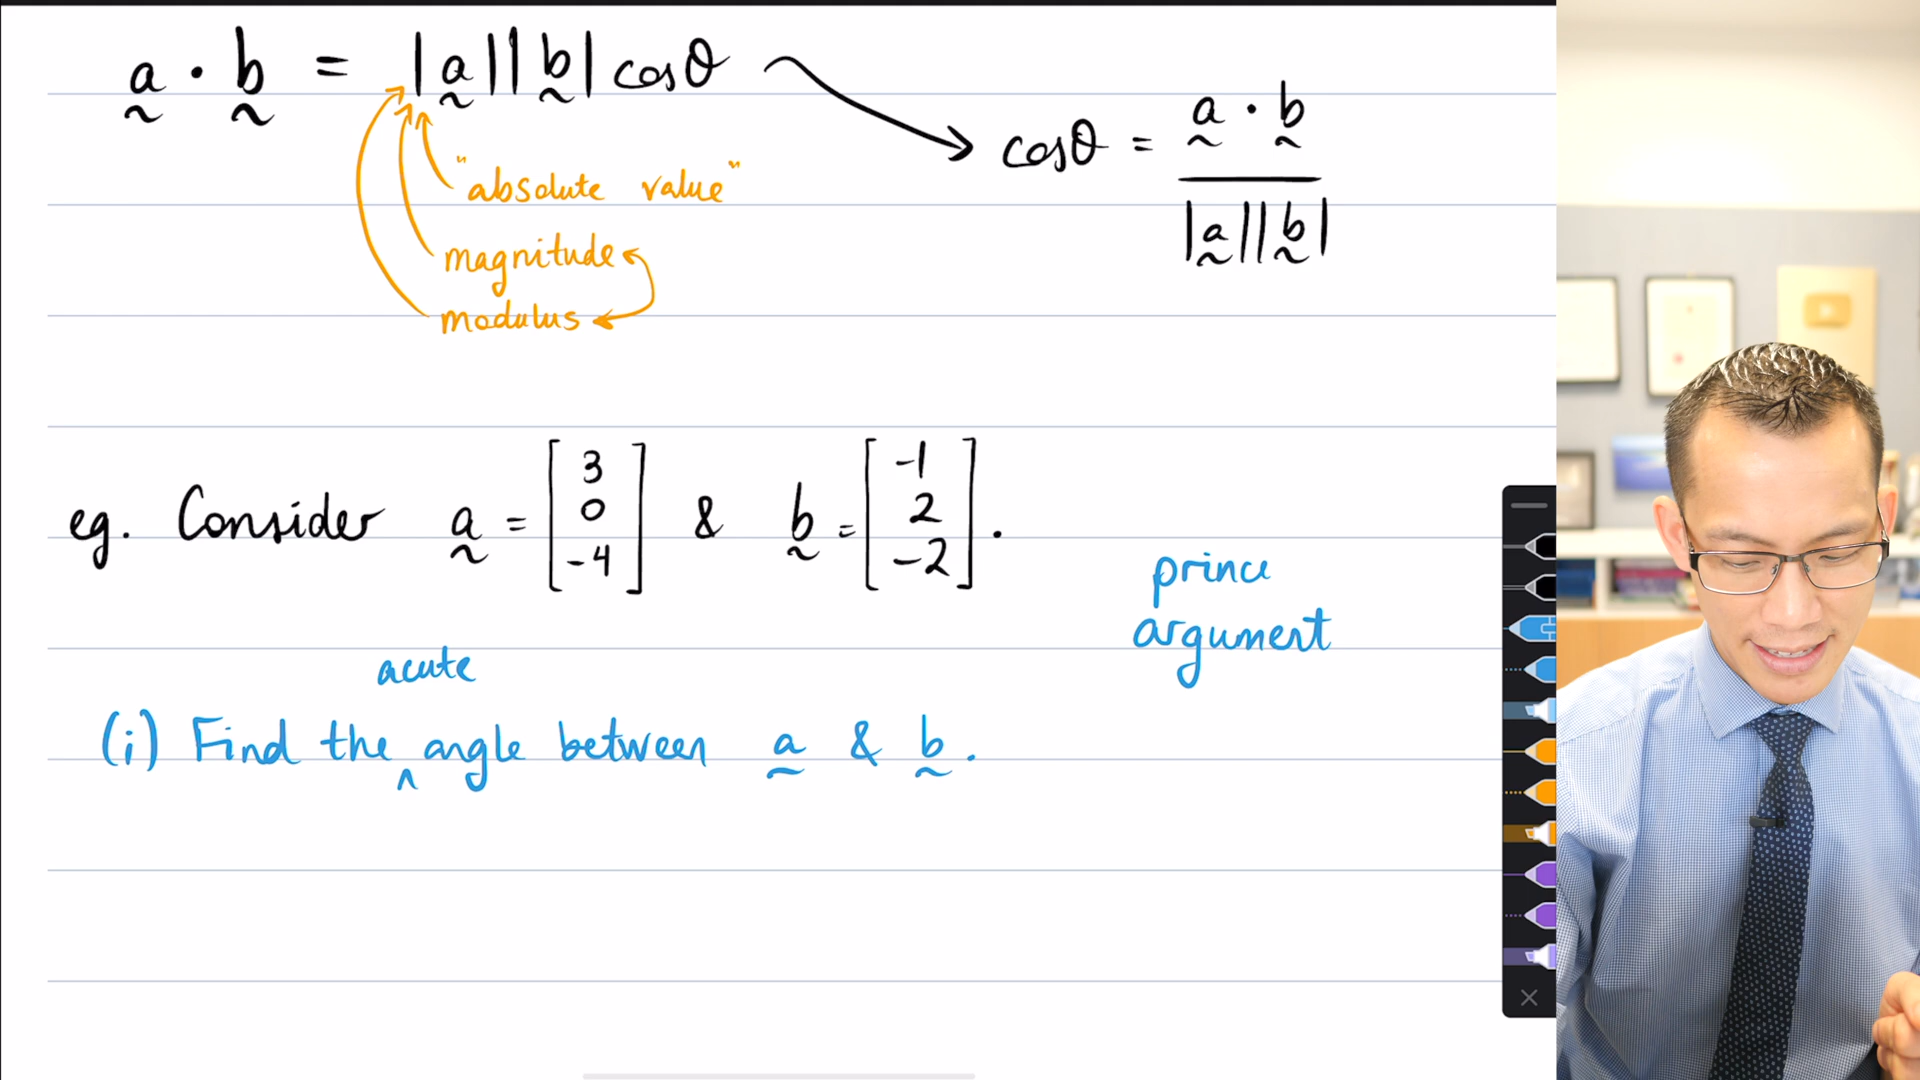 a · b = |a||b| cosθ
cosθ = a · b / |a||b|
"absolute value"
magnitude
modulus
eg. Consider a = [3 0 -4] & b = [-1 2 -2].
prince
argument
acute
(i) Find the ^ angle between a & b.